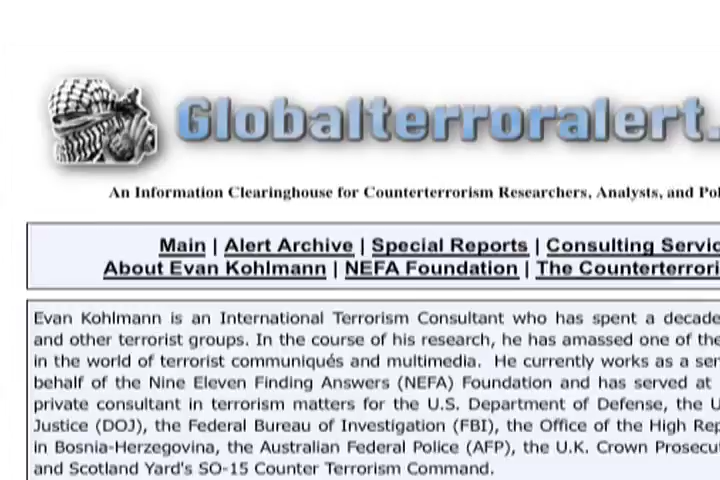 Globalterroralert.
An Information Clearinghouse for Counterterrorism Researchers, Analysts, and
Main | Alert Archive | Special Reports | Consulting
About Evan Kohlmann | NEFA Foundation | The
Evan Kohlmann is an International Terrorism Consultant who has spent a decade
and other terrorist groups. In the course of his research, he has amassed one of the
in the world of terrorist communiqués and multimedia. He currently works as a
behalf of the Nine Eleven Finding Answers (NEFA) Foundation and has served at
private consultant in terrorism matters for the U.S. Department of Defense, the
Justice (DOJ), the Federal Bureau of Investigation (FBI), the Office of the High
in Bosnia-Herzegovina, the Australian Federal Police (AFP), the U.K. Crown
and Scotland Yard's SO-15 Counter Terrorism Command.